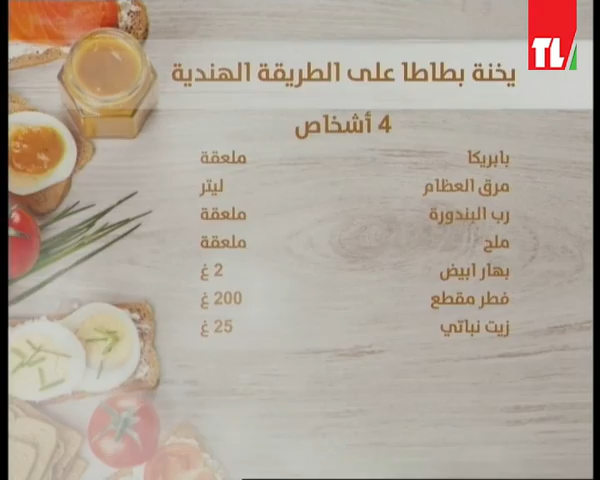 TL
يخنة بطاطا على الطريقة الهندية
4 أشخاص
بابريكا ملعقة
مرق العظام ليتر
رب البندورة ملعقة
ملح ملعقة
بهار ابيض 2 غ
فطر مقطع 200 غ
زيت نباتي 25 غ